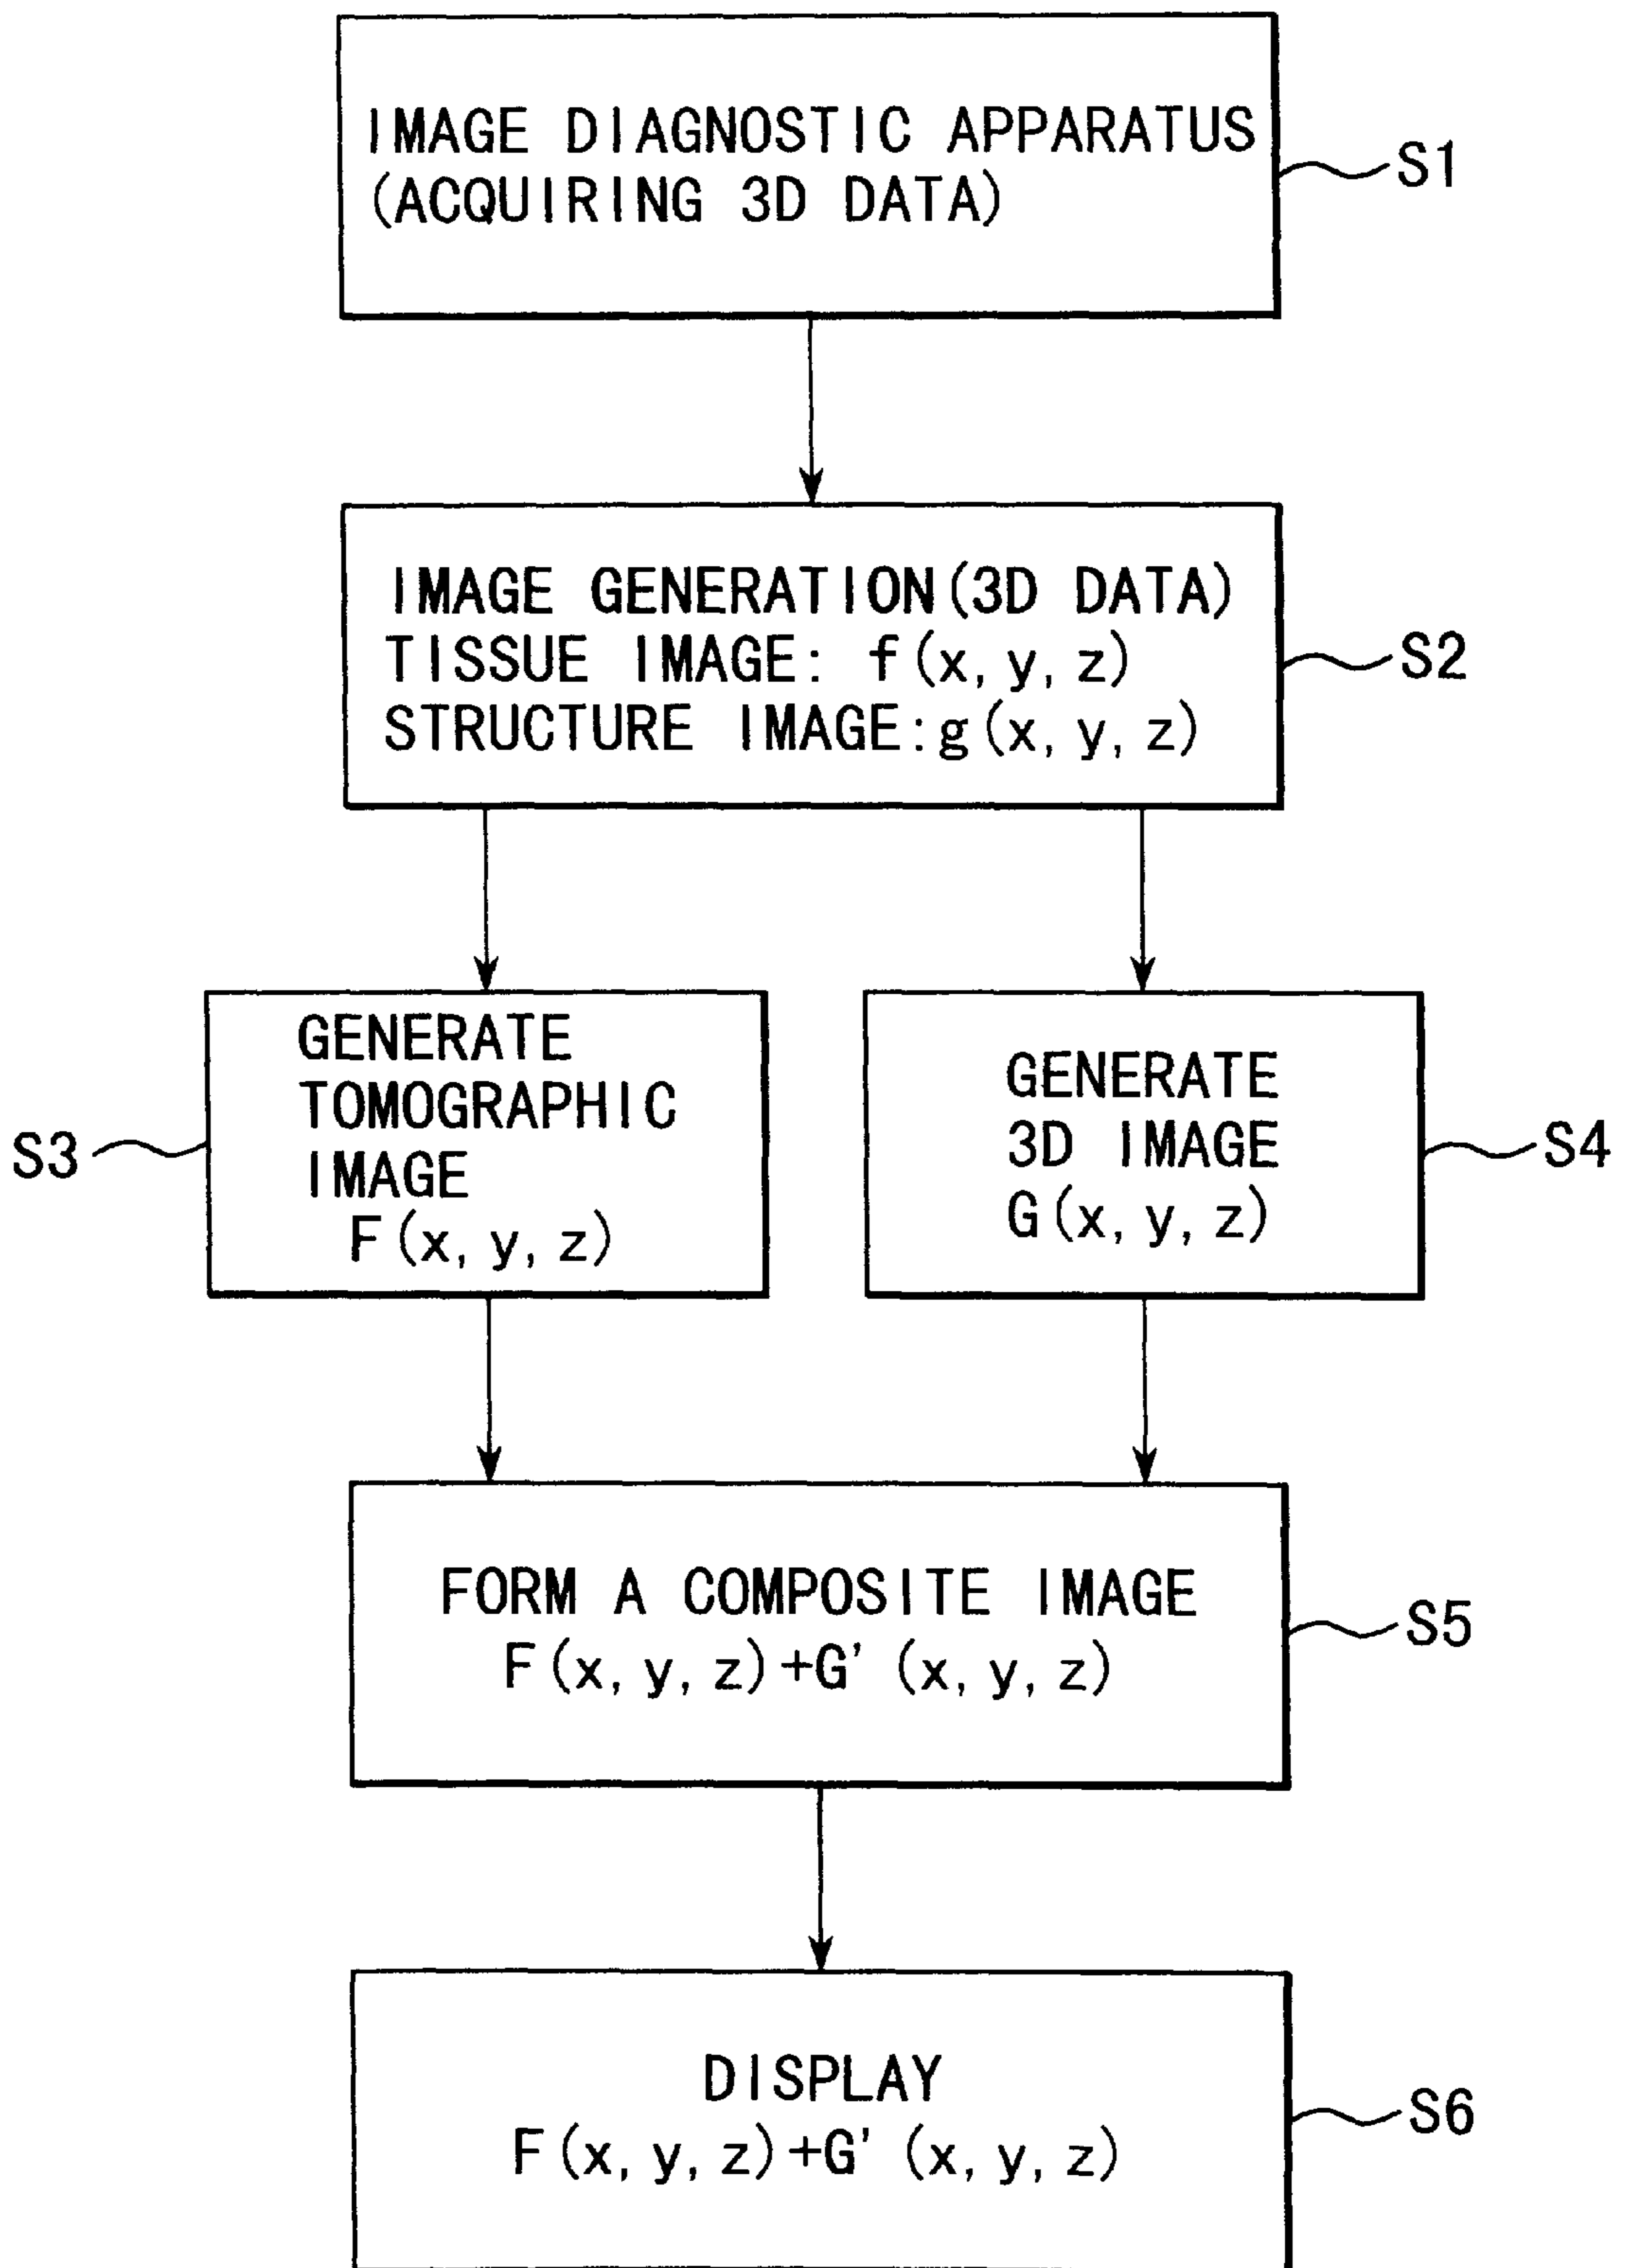 IMAGE DIAGNOSTIC APPARATUS
(ACQUIRING 3D DATA)
S1
IMAGE GENERATION(3D DATA)
TISSUE IMAGE: f(x, y, z)
STRUCTURE IMAGE:g(x, y, z)
S2
GENERATE
TOMOGRAPHIC
IMAGE
F(x, y, z)
S3
GENERATE
3D IMAGE
G(x, y, z)
S4
FORM A COMPOSITE IMAGE
F(x, y, z)+G'(x, y, z)
S5
DISPLAY
F(x, y, z)+G'(x, y, z)
S6